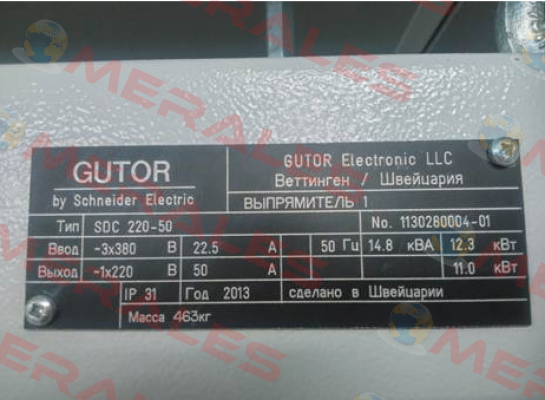 GUTOR
by Schneider Electric
GUTOR Electronic LLC
Веттинген / Швейцария
ВЫПРЯМИТЕЛЬ 1
Тип SDC 220-50 No. 1130280004-01
Ввод ~3x380 В 22.5 А 50 Гц 14.8 кВА 12.3 кВт
Выход ~1x220 В 50 А 11.0 кВт
IP 31 Год 2013 сделано в Швейцарии
Масса 463кг
MERALES
MERALES